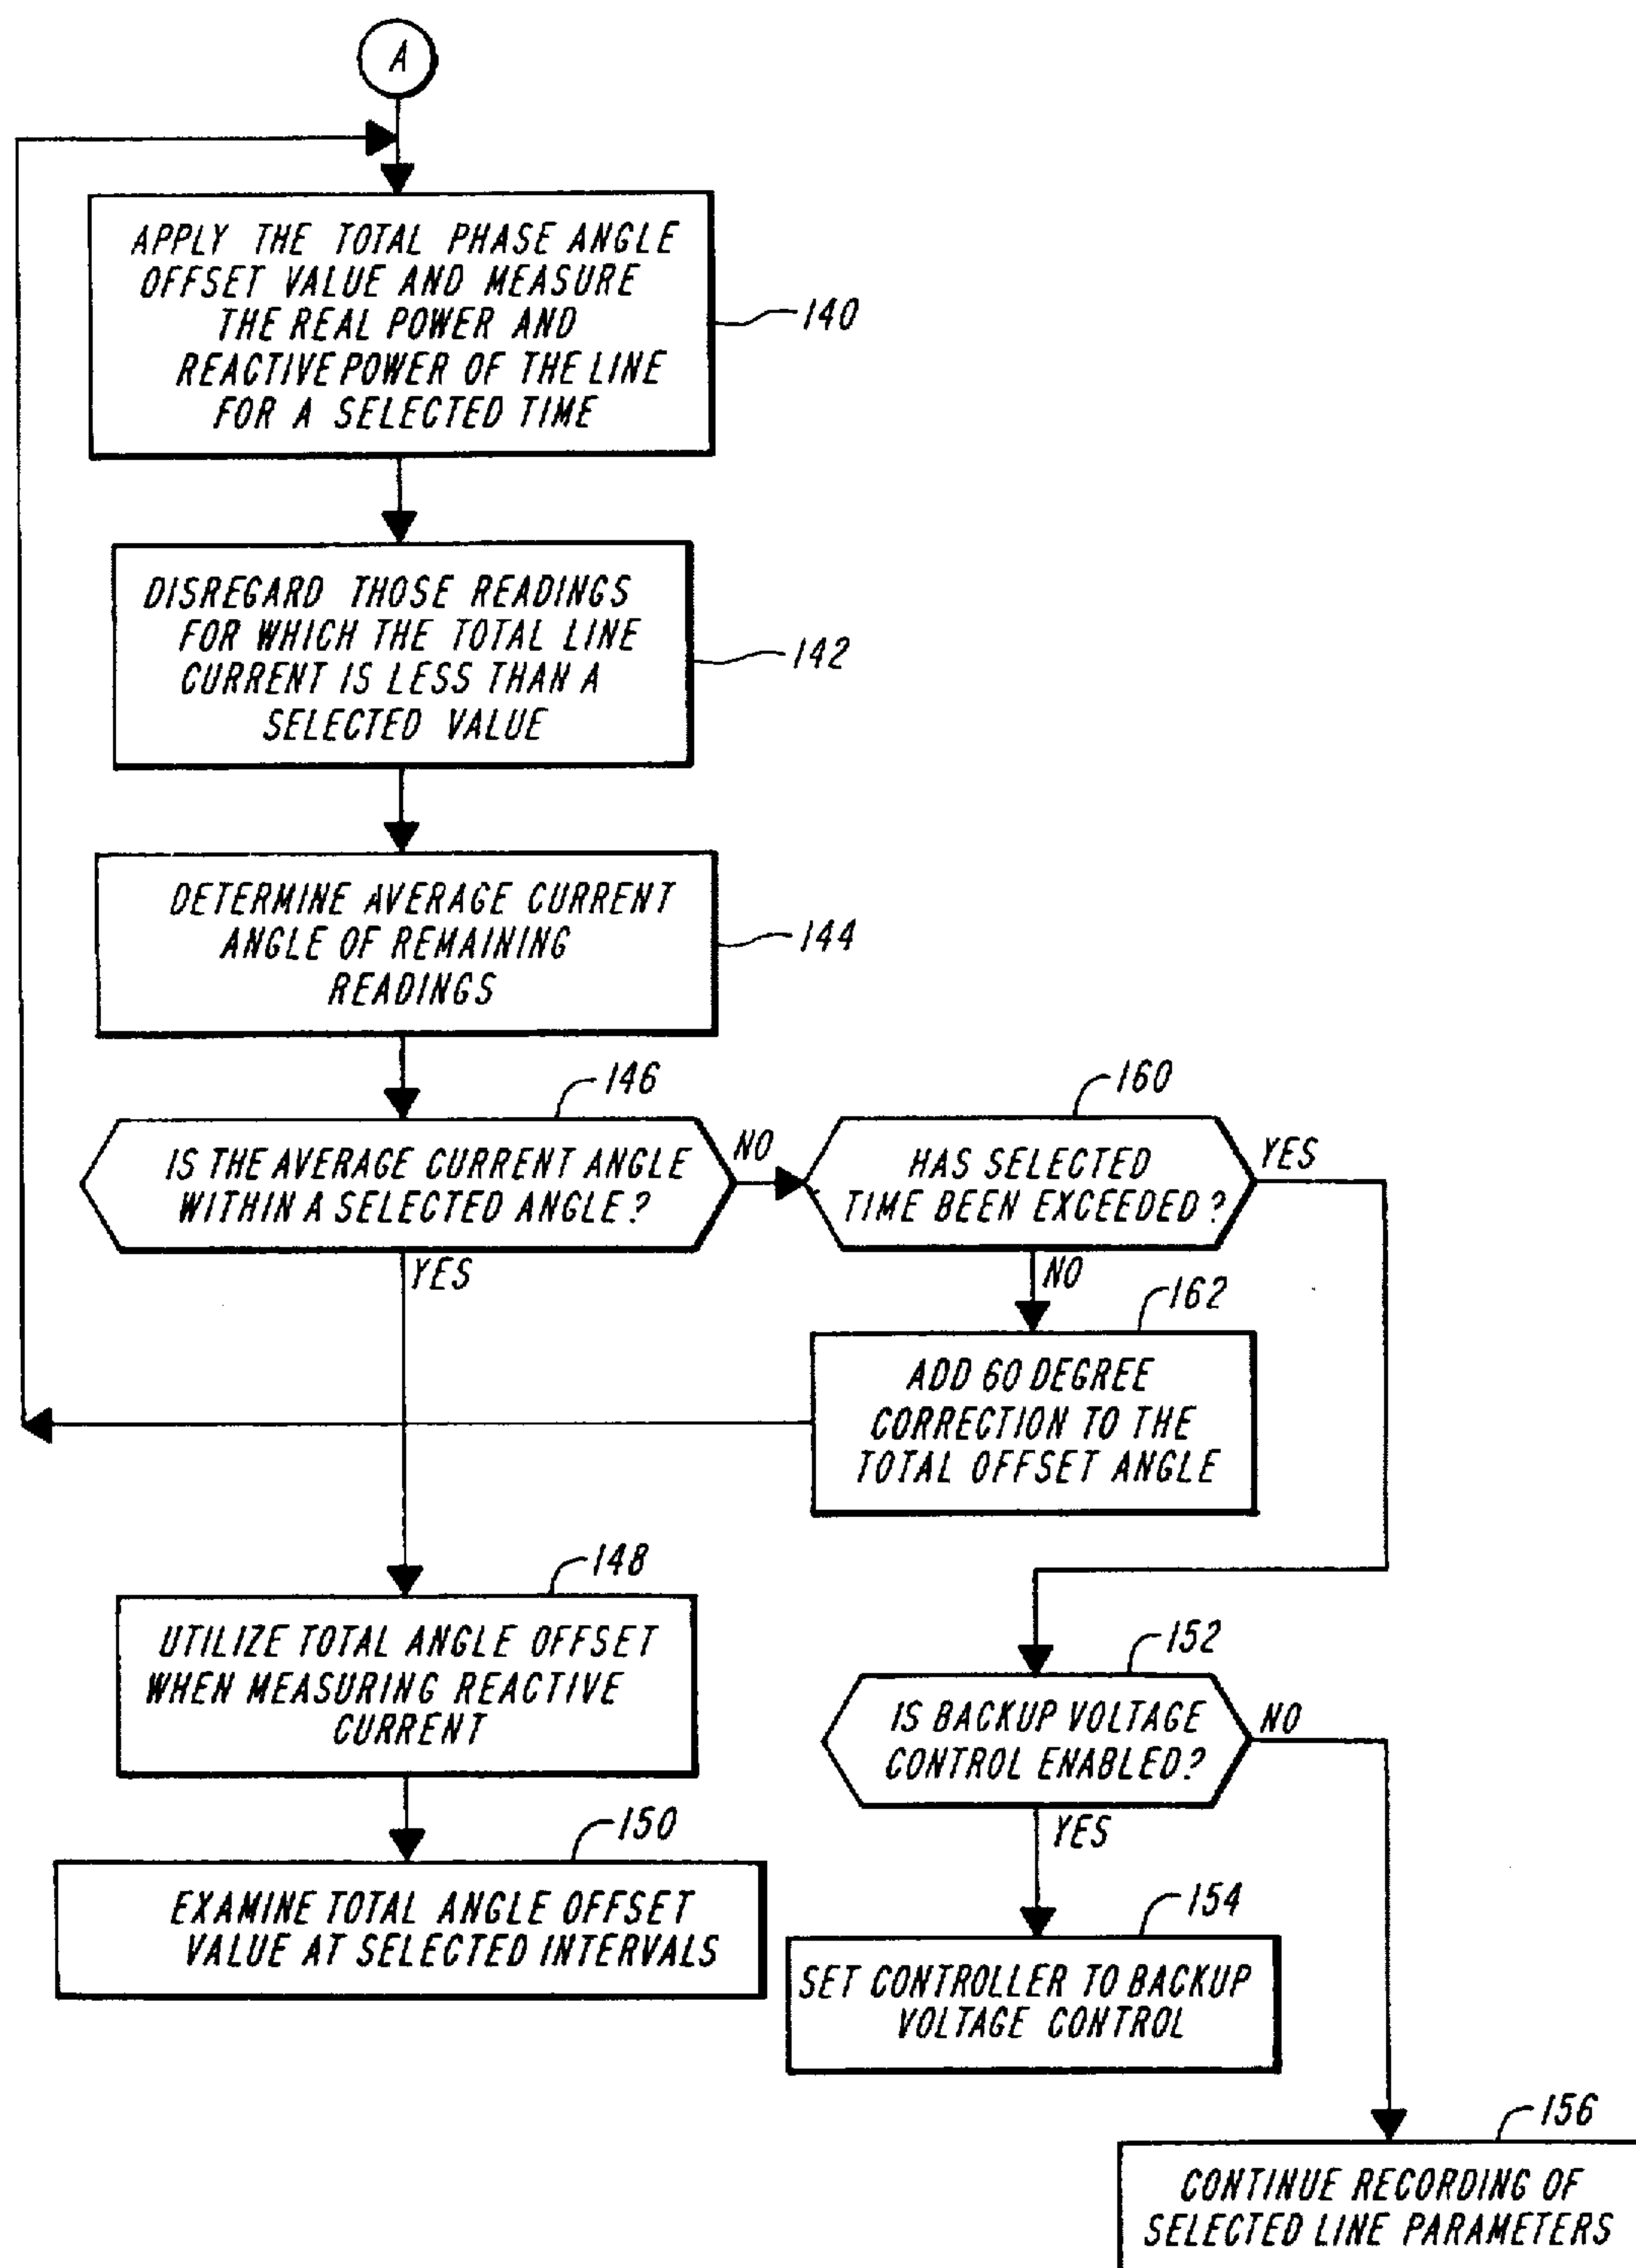 A
APPLY THE TOTAL PHASE ANGLE
OFFSET VALUE AND MEASURE
THE REAL POWER AND
REACTIVE POWER OF THE LINE
FOR A SELECTED TIME
140
DISREGARD THOSE READINGS
FOR WHICH THE TOTAL LINE
CURRENT IS LESS THAN A
SELECTED VALUE
142
DETERMINE AVERAGE CURRENT
ANGLE OF REMAINING
READINGS
144
146
IS THE AVERAGE CURRENT ANGLE
WITHIN A SELECTED ANGLE?
NO
YES
160
HAS SELECTED
TIME BEEN EXCEEDED?
YES
NO
162
ADD 60 DEGREE
CORRECTION TO THE
TOTAL OFFSET ANGLE
148
UTILIZE TOTAL ANGLE OFFSET
WHEN MEASURING REACTIVE
CURRENT
150
EXAMINE TOTAL ANGLE OFFSET
VALUE AT SELECTED INTERVALS
152
IS BACKUP VOLTAGE
CONTROL ENABLED?
NO
YES
154
SET CONTROLLER TO BACKUP
VOLTAGE CONTROL
156
CONTINUE RECORDING OF
SELECTED LINE PARAMETERS